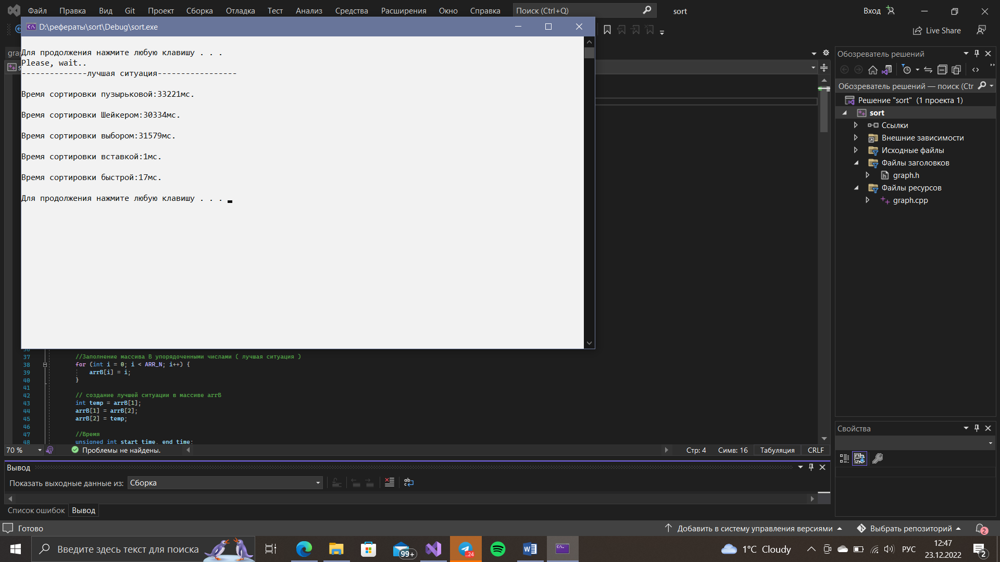 Файл Правка Вид Git Проект Сборка Отладка Тест Анализ Средства Расширения Окно Справка Поиск (Ctrl+Q) sort Вход
D:\рефераты\sort\Debug\sort.exe
Live Share
Для продолжения нажмите любую клавишу . . .
Please, wait..
--------------лучшая ситуация-----------------
Время сортировки пузырьковой:33221мс.
Время сортировки Шейкером:30334мс.
Время сортировки выбором:31579мс.
Время сортировки вставкой:1мс.
Время сортировки быстрой:17мс.
Для продолжения нажмите любую клавишу . . .
Обозреватель решений
Обозреватель решений — поиск (Ctr
Решение "sort" (1 проекта 1)
sort
Ссылки
Внешние зависимости
Исходные файлы
Файлы заголовков
graph.h
Файлы ресурсов
graph.cpp
37 //Заполнение массива В упорядоченными числами ( лучшая ситуация )
38 for (int i = 0; i < ARR_N; i++) {
39 arrB[i] = i;
40 }
41
42 // создание лучшей ситуации в массиве arrB
43 int temp = arrB[1];
44 arrB[1] = arrB[2];
45 arrB[2] = temp;
46
47 //Время
48 unsigned int start_time, end_time;
70 % Проблемы не найдены. Стр: 4 Симв: 16 Табуляция CRLF
Свойства
Вывод
Показать выходные данные из: Сборка
Список ошибок Вывод
Готово Добавить в систему управления версиями Выбрать репозиторий 2
Введите здесь текст для поиска 99+ ..24 1°C Cloudy РУС 12:47
23.12.2022 2